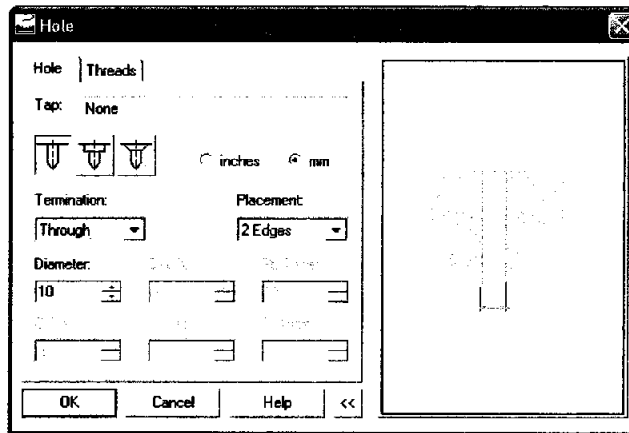 Hole
Hole Threads
Tap: None
inches mm
Termination: Placement:
Through 2 Edges
Diameter:
10
OK Cancel Help <<